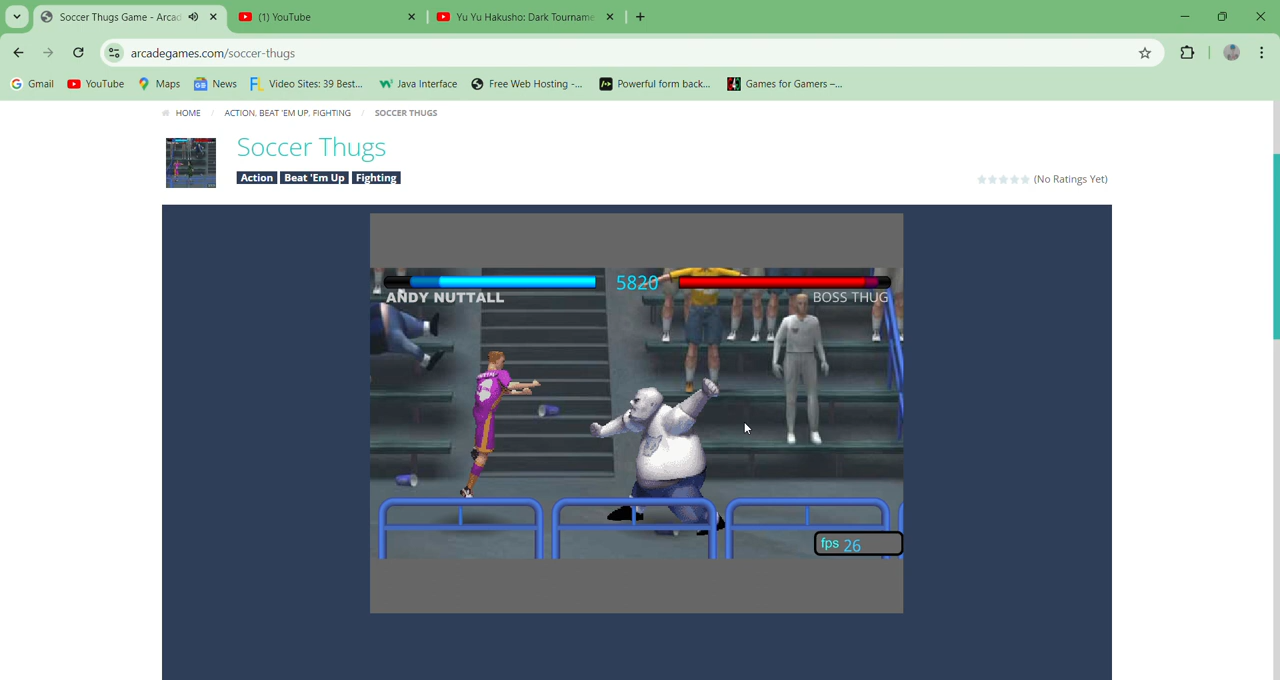 Soccer Thugs Game - Arcad
(1) YouTube
Yu Yu Hakusho: Dark Tourname
arcadegames.com/soccer-thugs
Gmail
YouTube
Maps
News
Video Sites: 39 Best...
Java Interface
Free Web Hosting -...
Powerful form back...
Games for Gamers –...
HOME / ACTION, BEAT 'EM UP, FIGHTING / SOCCER THUGS
Soccer Thugs
Action Beat 'Em Up Fighting
(No Ratings Yet)
5820
ANDY NUTTALL
BOSS THUG
fps 26